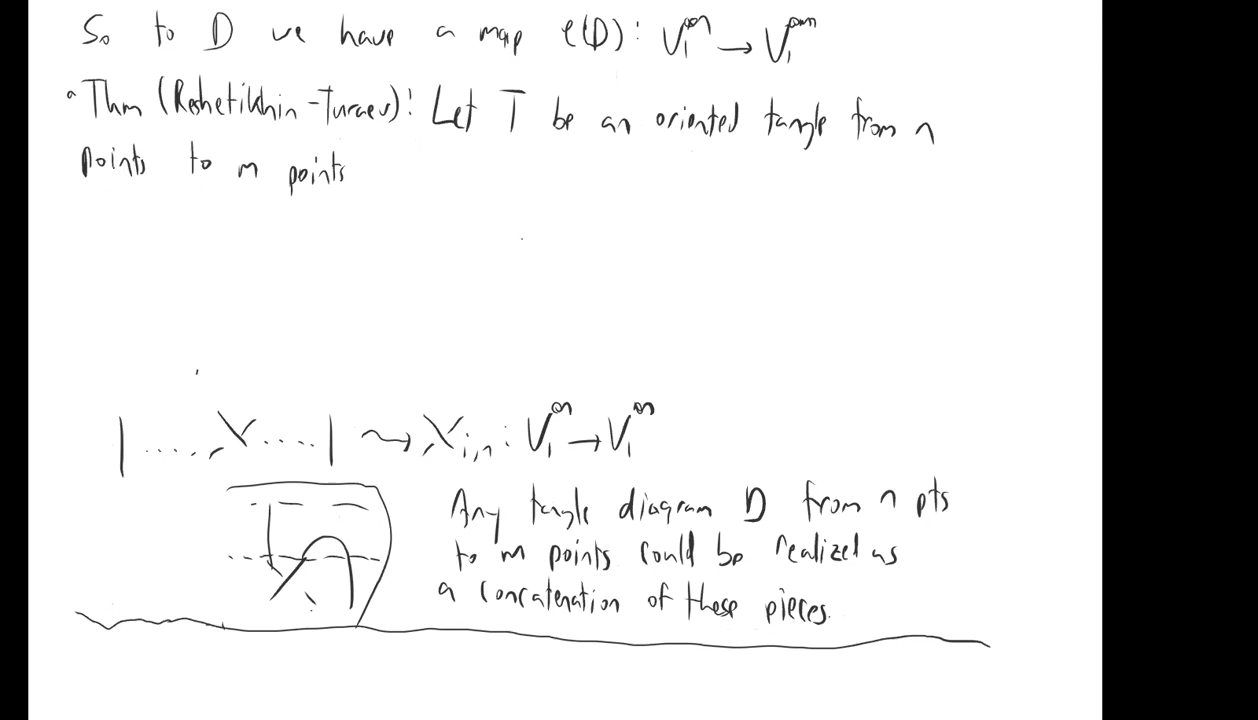 So to D we have a map ℓ(D): V₁^⊗n → V₁^⊗m
Thm (Reshetikhin-Turaev): Let T be an oriented tangle from n
points to m points
|....,X....| ⇝ X_{i,n}: V₁^⊗n → V₁^⊗n
Any tangle diagram D from n pts
to m points could be realized as
a concatenation of these pieces.